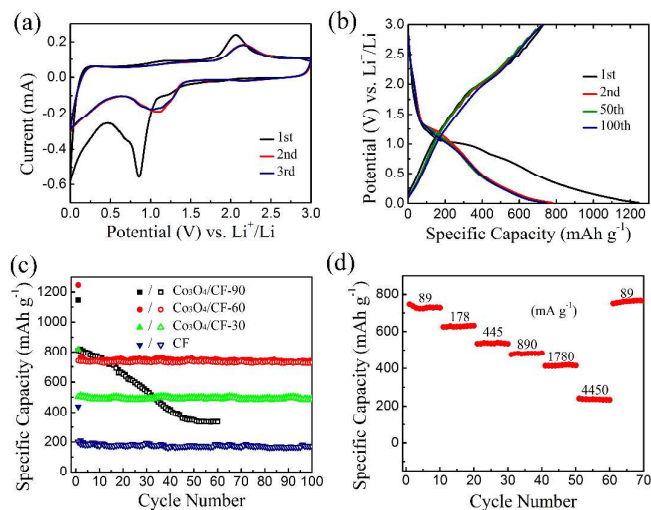 (a)
0.2
0.0
-0.2
-0.4
-0.6
Current (mA)
1st
2nd
3rd
0.0 0.5 1.0 1.5 2.0 2.5 3.0
Potential (V) vs. Li+/Li
(b)
3.0
2.5
2.0
1.5
1.0
0.5
0.0
Potential (V) vs. Li-/Li
1st
2nd
50th
100th
0 400 800 1200
Specific Capacity (mAh g-1)
(c)
1200
1000
800
600
400
200
0
Specific Capacity (mAh g-1)
/ Co3O4/CF-90
/ Co3O4/CF-60
/ Co3O4/CF-30
/ CF
0 10 20 30 40 50 60 70 80 90 100
Cycle Number
(d)
800
600
400
200
0
Specific Capacity (mAh g-1)
89
178
445
890
1780
4450
89
(mA g-1)
0 10 20 30 40 50 60 70
Cycle Number